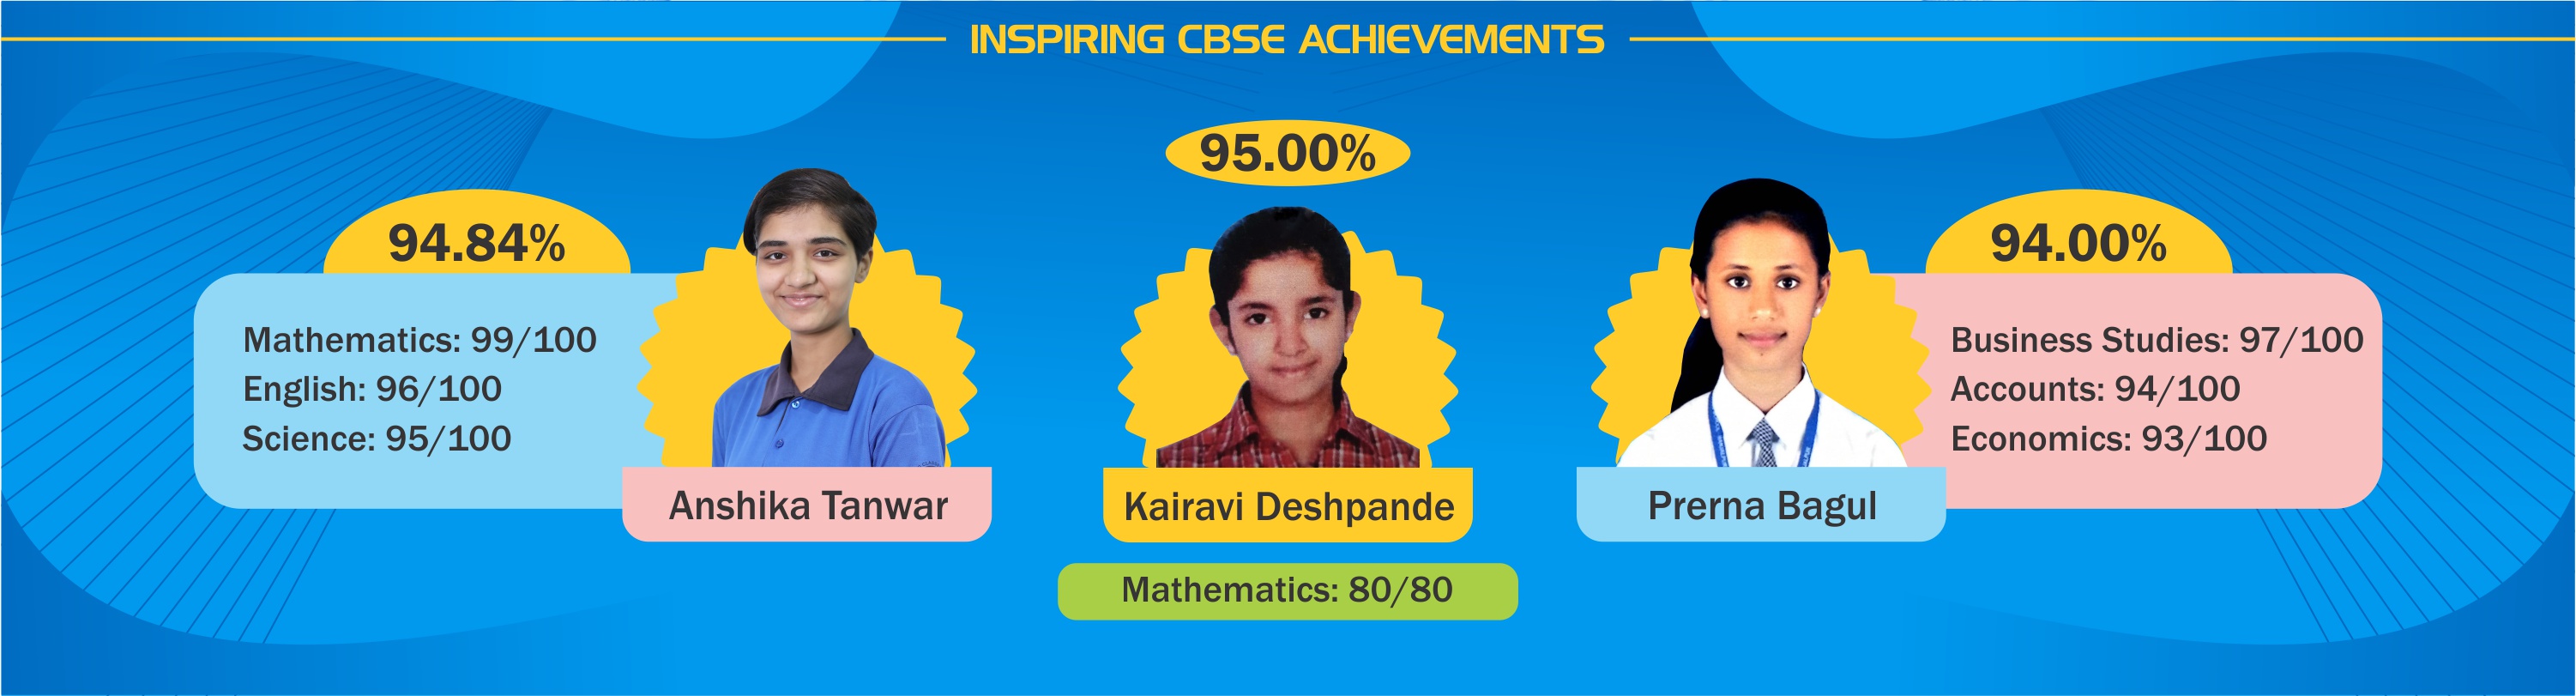 INSPIRING CBSE ACHIEVEMENTS
94.84%
Mathematics: 99/100
English: 96/100
Science: 95/100
Anshika Tanwar
95.00%
Kairavi Deshpande
Mathematics: 80/80
94.00%
Business Studies: 97/100
Accounts: 94/100
Economics: 93/100
Prerna Bagul